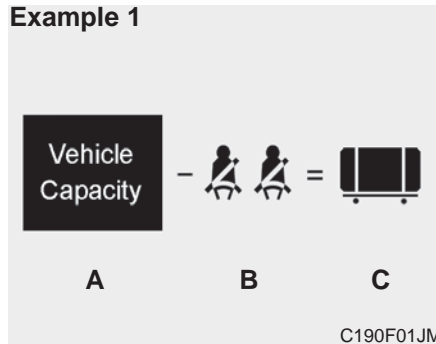 Example 1
Vehicle
Capacity
- =
A B C
C190F01JM